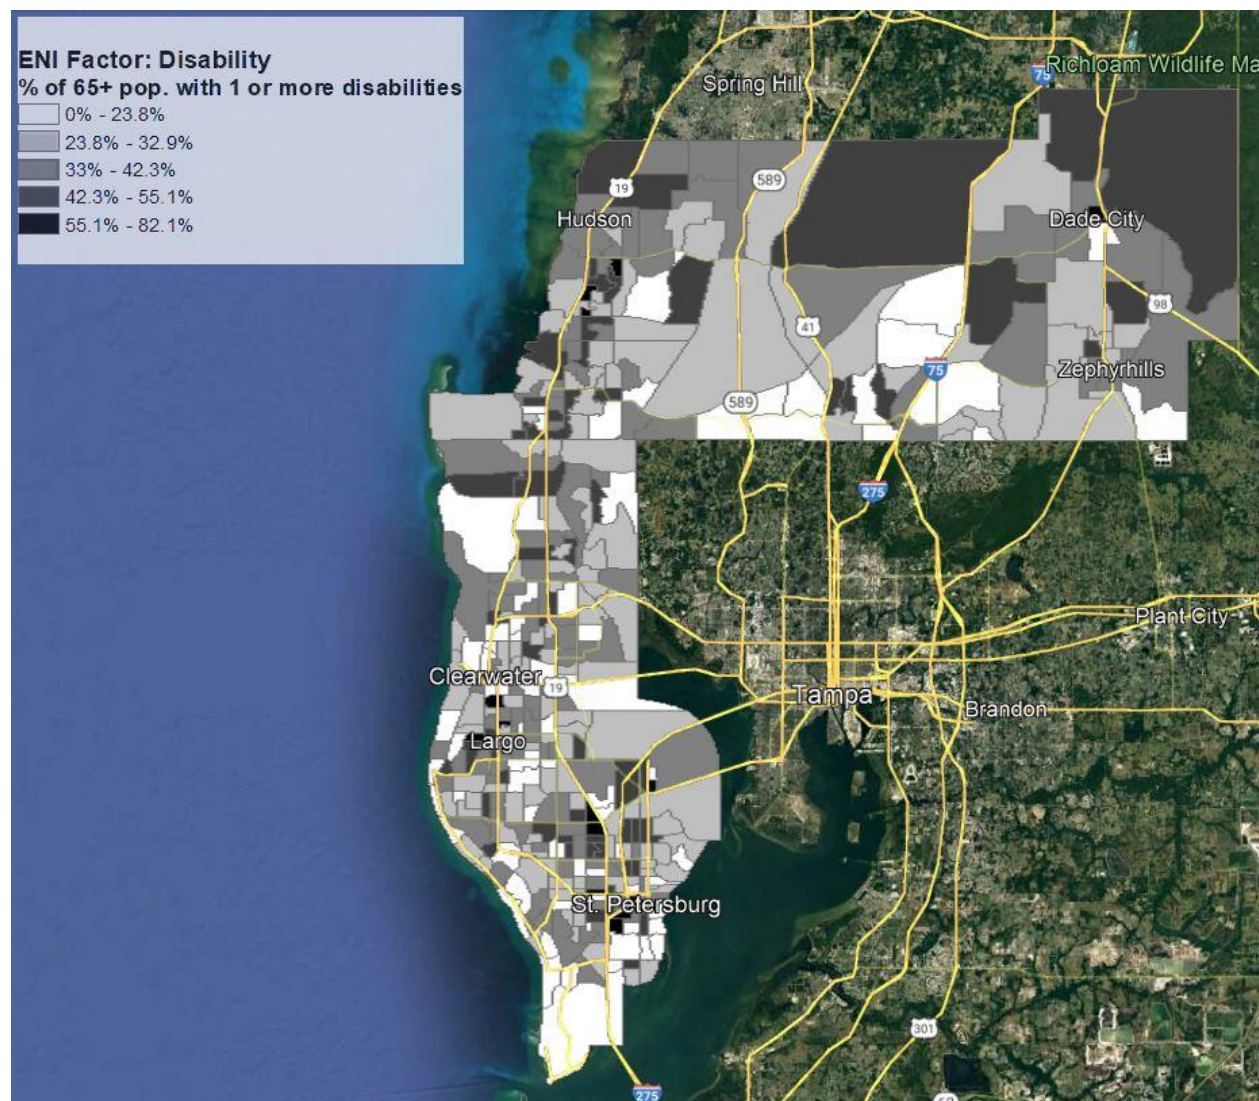 ENI Factor: Disability
% of 65+ pop. with 1 or more disabilities
0% - 23.8%
23.8% - 32.9%
33% - 42.3%
42.3% - 55.1%
55.1% - 82.1%
Spring Hill
75
Richloam Wildlife Ma
19
589
Hudson
Dade City
98
41
75
Zephyrhills
589
275
Plant City
Clearwater
19
Tampa
Brandon
Largo
St. Petersburg
301
275